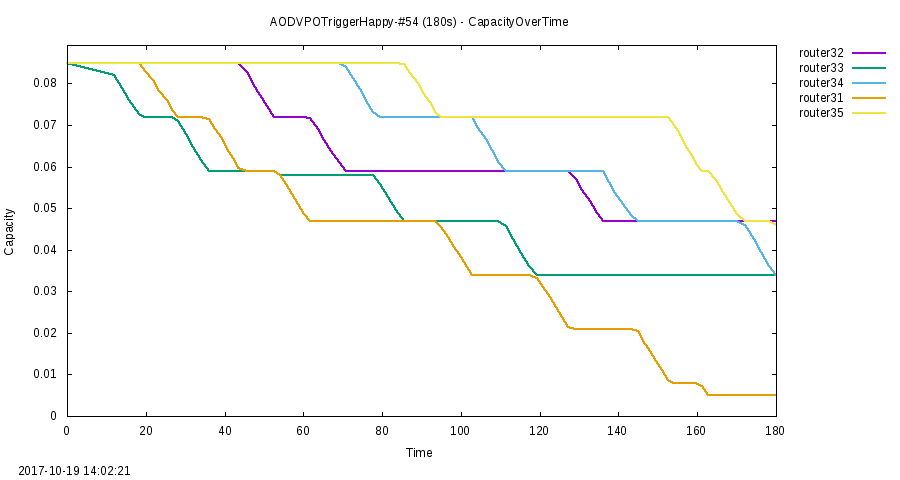 AODVPOTriggerHappy-#54 (180s) - CapacityOverTime
router32
router33
router34
router31
router35
0.08
0.07
0.06
0.05
0.04
0.03
0.02
0.01
0
Capacity
0 20 40 60 80 100 120 140 160 180
Time
2017-10-19 14:02:21